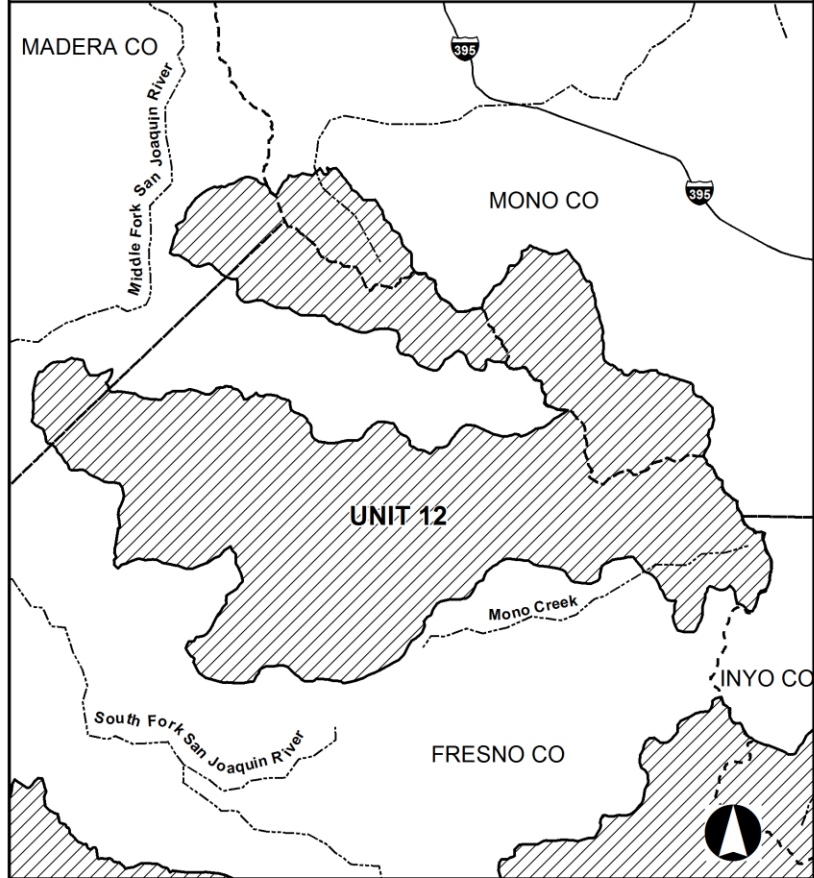 MADERA CO
395
Middle Fork San Joaquin River
395
MONO CO
UNIT 12
Mono Creek
INYO CO
South Fork San Joaquin River
FRESNO CO